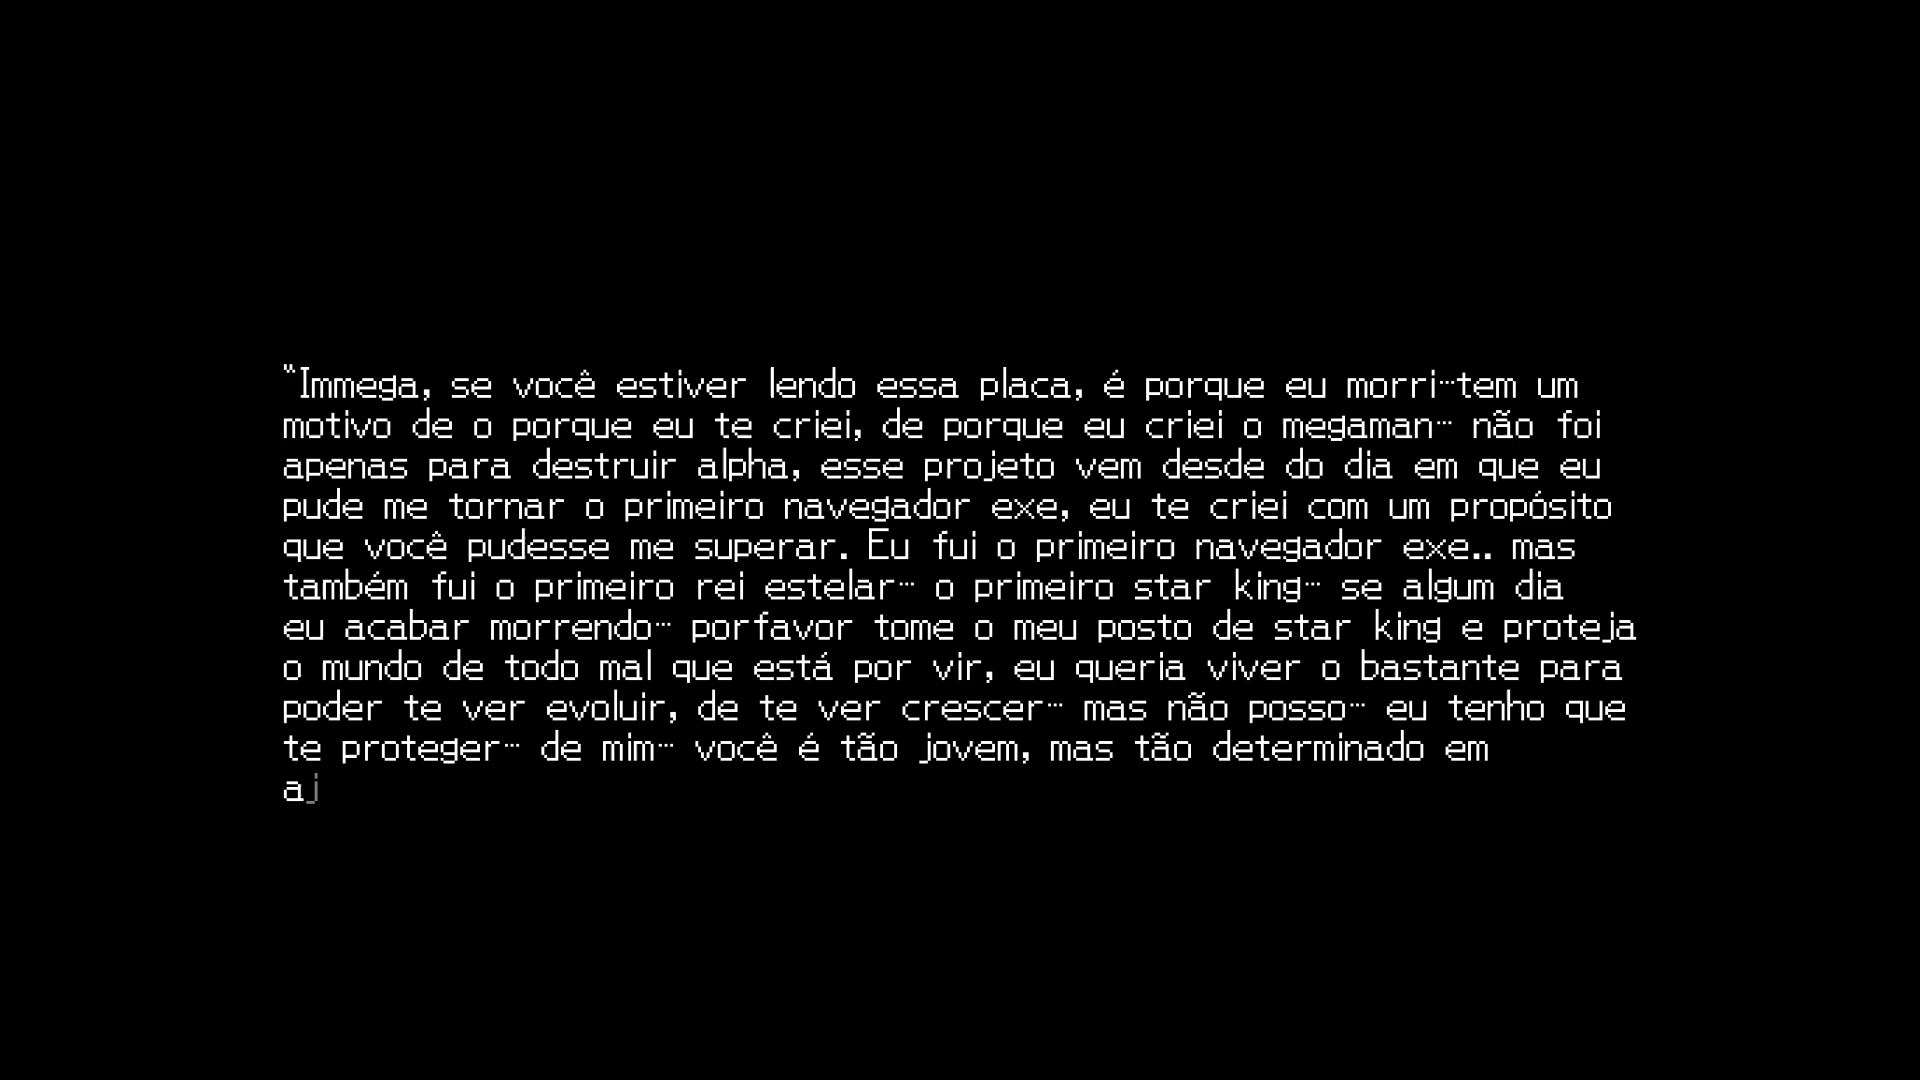 “Immega, se você estiver lendo essa placa, é porque eu morri…tem um
motivo de o porque eu te criei, de porque eu criei o megaman… não foi
apenas para destruir alpha, esse projeto vem desde do dia em que eu
pude me tornar o primeiro navegador exe, eu te criei com um propósito
que você pudesse me superar. Eu fui o primeiro navegador exe.. mas
também fui o primeiro rei estelar… o primeiro star king… se algum dia
eu acabar morrendo… porfavor tome o meu posto de star king e proteja
o mundo de todo mal que está por vir, eu queria viver o bastante para
poder te ver evoluir, de te ver crescer… mas não posso… eu tenho que
te proteger… de mim… você é tão jovem, mas tão determinado em
aj